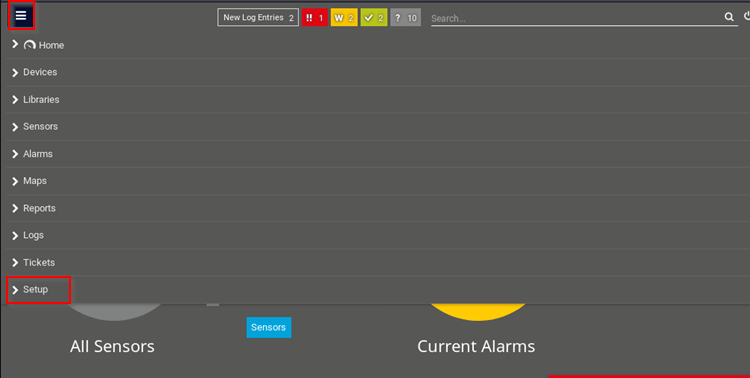 New Log Entries 2 !! 1 W 2 2 ? 10 Search...
Home
Devices
Libraries
Sensors
Alarms
Maps
Reports
Logs
Tickets
Setup
Sensors
All Sensors Current Alarms